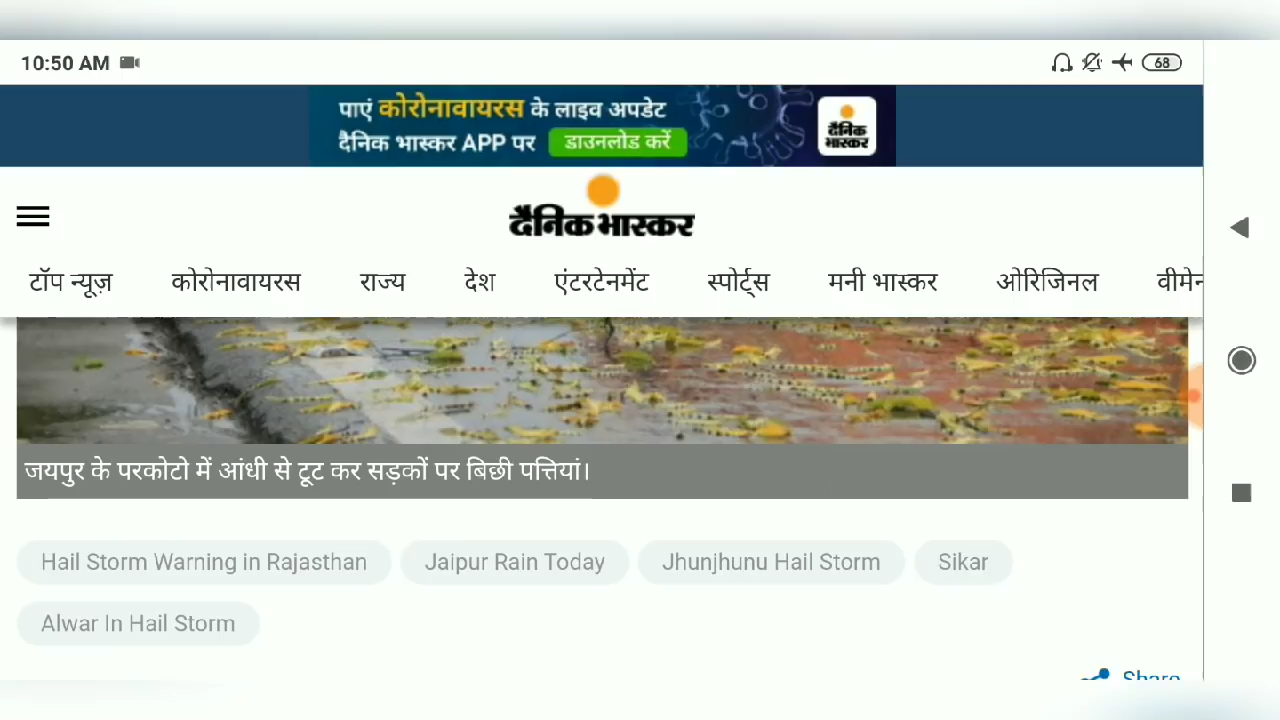 10:50 AM
68
पाएं कोरोनावायरस के लाइव अपडेट
दैनिक भास्कर APP पर डाउनलोड करें
दैनिक भास्कर
दैनिक भास्कर
टॉप न्यूज़ कोरोनावायरस राज्य देश एंटरटेनमेंट स्पोर्ट्स मनी भास्कर ओरिजिनल वीमेन
जयपुर के परकोटो में आंधी से टूट कर सड़कों पर बिछी पत्तियां।
Hail Storm Warning in Rajasthan Jaipur Rain Today Jhunjhunu Hail Storm Sikar
Alwar In Hail Storm
Share